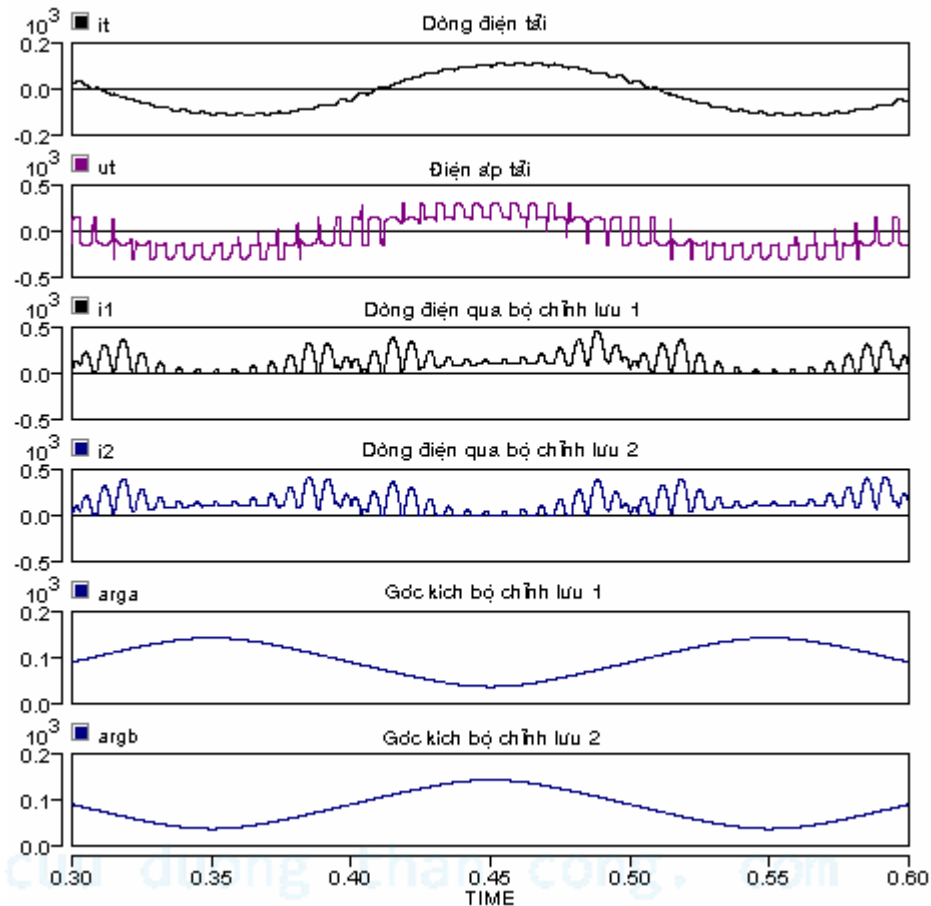 10³ it Dòng điện tải
0.2
0.0
-0.2
10³ ut Điện áp tải
0.5
0.0
-0.5
10³ i1 Dòng điện qua bộ chỉnh lưu 1
0.5
0.0
-0.5
10³ i2 Dòng điện qua bộ chỉnh lưu 2
0.5
0.0
-0.5
10³ arga Góc kích bộ chỉnh lưu 1
0.2
0.1
0.0
10³ argb Góc kích bộ chỉnh lưu 2
0.2
0.1
0.0
cuu duong than cong. com
0.30 0.35 0.40 0.45 0.50 0.55 0.60
TIME